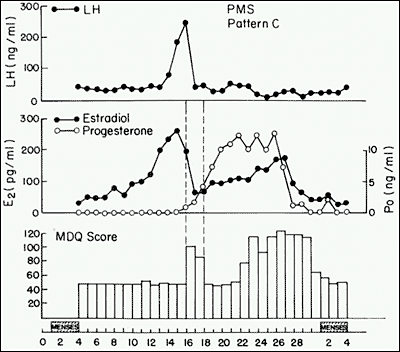 LH
PMS
Pattern C
LH (ng/ml)
300
200
100
0
Estradiol
Progesterone
E2 (pg/ml)
300
200
100
0
Po (ng/ml)
10
5
0
MDQ Score
120
100
80
60
40
20
MENSES
MENSES
0 2 4 6 8 10 12 14 16 17 18 20 22 24 26 28 2 4